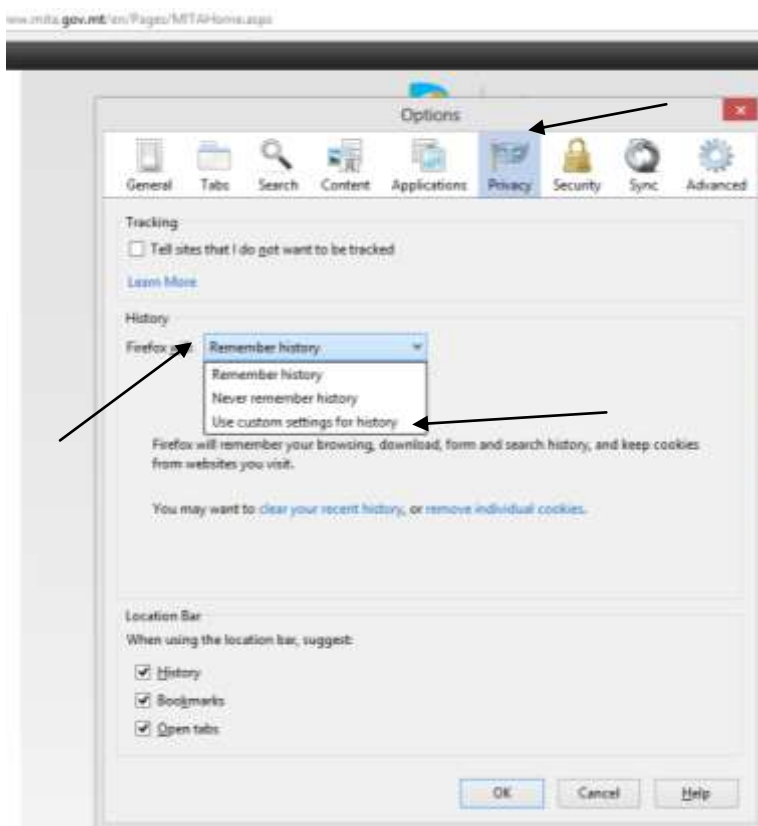 www.mita.gov.mt/en/Pages/MITAHome.aspx
Options
General Tabs Search Content Applications Privacy Security Sync Advanced
Tracking
Tell sites that I do not want to be tracked
Learn More
History
Firefox Remember history
Remember history
Never remember history
Use custom settings for history
Firefox will remember your browsing, download, form and search history, and keep cookies
from websites you visit.
You may want to clear your recent history, or remove individual cookies.
Location Bar
When using the location bar, suggest:
History
Bookmarks
Open tabs
OK Cancel Help